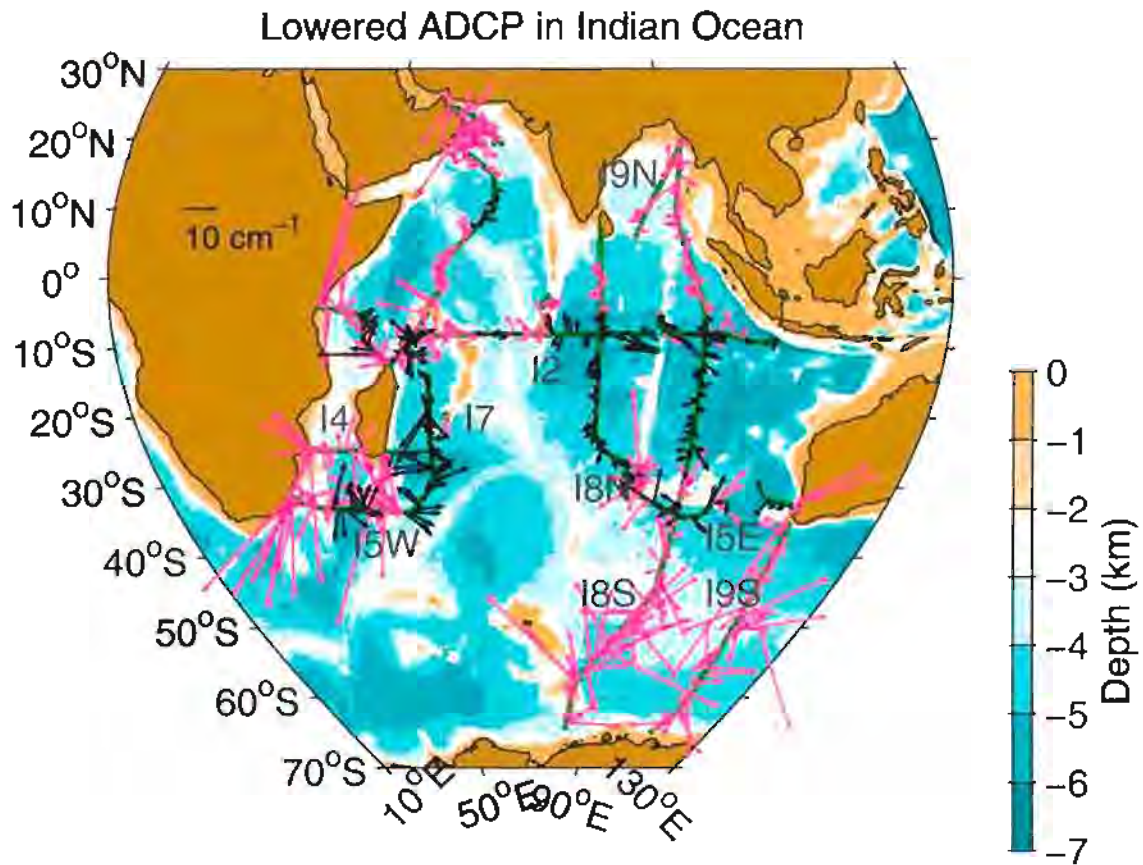 Lowered ADCP in Indian Ocean
30°N
20°N
10°N
0°
10°S
20°S
30°S
40°S
50°S
60°S
70°S
10°E
50°E
90°E
130°E
10 cm⁻¹
I9N
I2
I4
I7
I8N
I5W
I5E
I8S
I9S
0
−1
−2
−3
−4
−5
−6
−7
Depth (km)